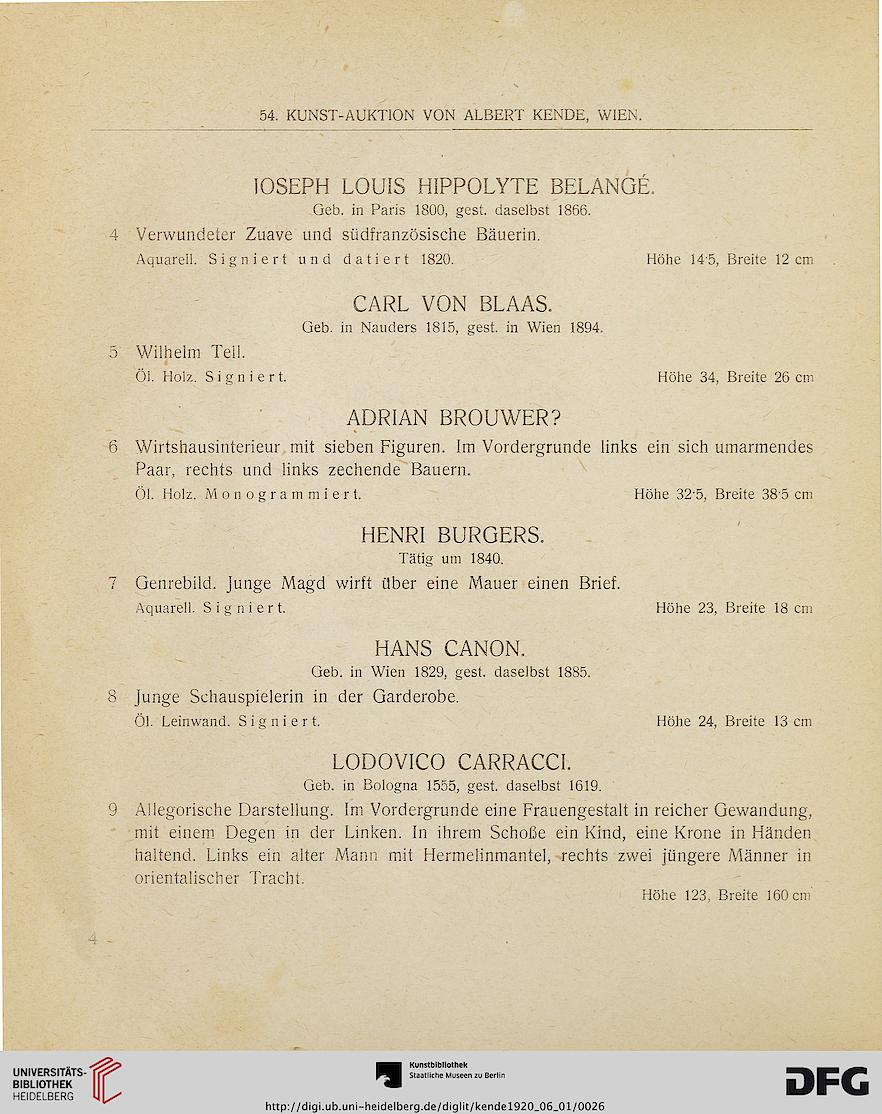 54. KUNST-AUKTION VON ALBERT KENDE, WIEN.
JOSEPH LOUIS HIPPOLYTE BELANGÉ.
Geb. in Paris 1800, gest. daselbst 1866.
4 Verwundeter Zuave und südfranzösische Bäuerin.
Aquarell. Signiert und datiert 1820. Höhe 14·5, Breite 12 cm
CARL VON BLAAS.
Geb. in Nauders 1815, gest. in Wien 1894.
5 Wilhelm Tell.
Öl. Holz. Signiert. Höhe 34, Breite 26 cm
ADRIAN BROUWER?
6 Wirtshausinterieur mit sieben Figuren. Im Vordergrunde links ein sich umarmendes
Paar, rechts und links zechende Bauern.
Öl. Holz. Monogrammiert. Höhe 32·5, Breite 38·5 cm
HENRI BURGERS.
Tätig um 1840.
7 Genrebild. Junge Magd wirft über eine Mauer einen Brief.
Aquarell. Signiert. Höhe 23, Breite 18 cm
HANS CANON.
Geb. in Wien 1829, gest. daselbst 1885.
8 Junge Schauspielerin in der Garderobe.
Öl. Leinwand. Signiert. Höhe 24, Breite 13 cm
LODOVICO CARRACCI.
Geb. in Bologna 1555, gest. daselbst 1619.
9 Allegorische Darstellung. Im Vordergrunde eine Frauengestalt in reicher Gewandung,
mit einem Degen in der Linken. In ihrem Schoße ein Kind, eine Krone in Händen
haltend. Links ein alter Mann mit Hermelinmantel, rechts zwei jüngere Männer in
orientalischer Tracht.
Höhe 123, Breite 160 cm
4
UNIVERSITÄTS-
BIBLIOTHEK
HEIDELBERG
Kunstbibliothek
Staatliche Museen zu Berlin
http://digi.ub.uni-heidelberg.de/diglit/kende1920_06_01/0026
DFG